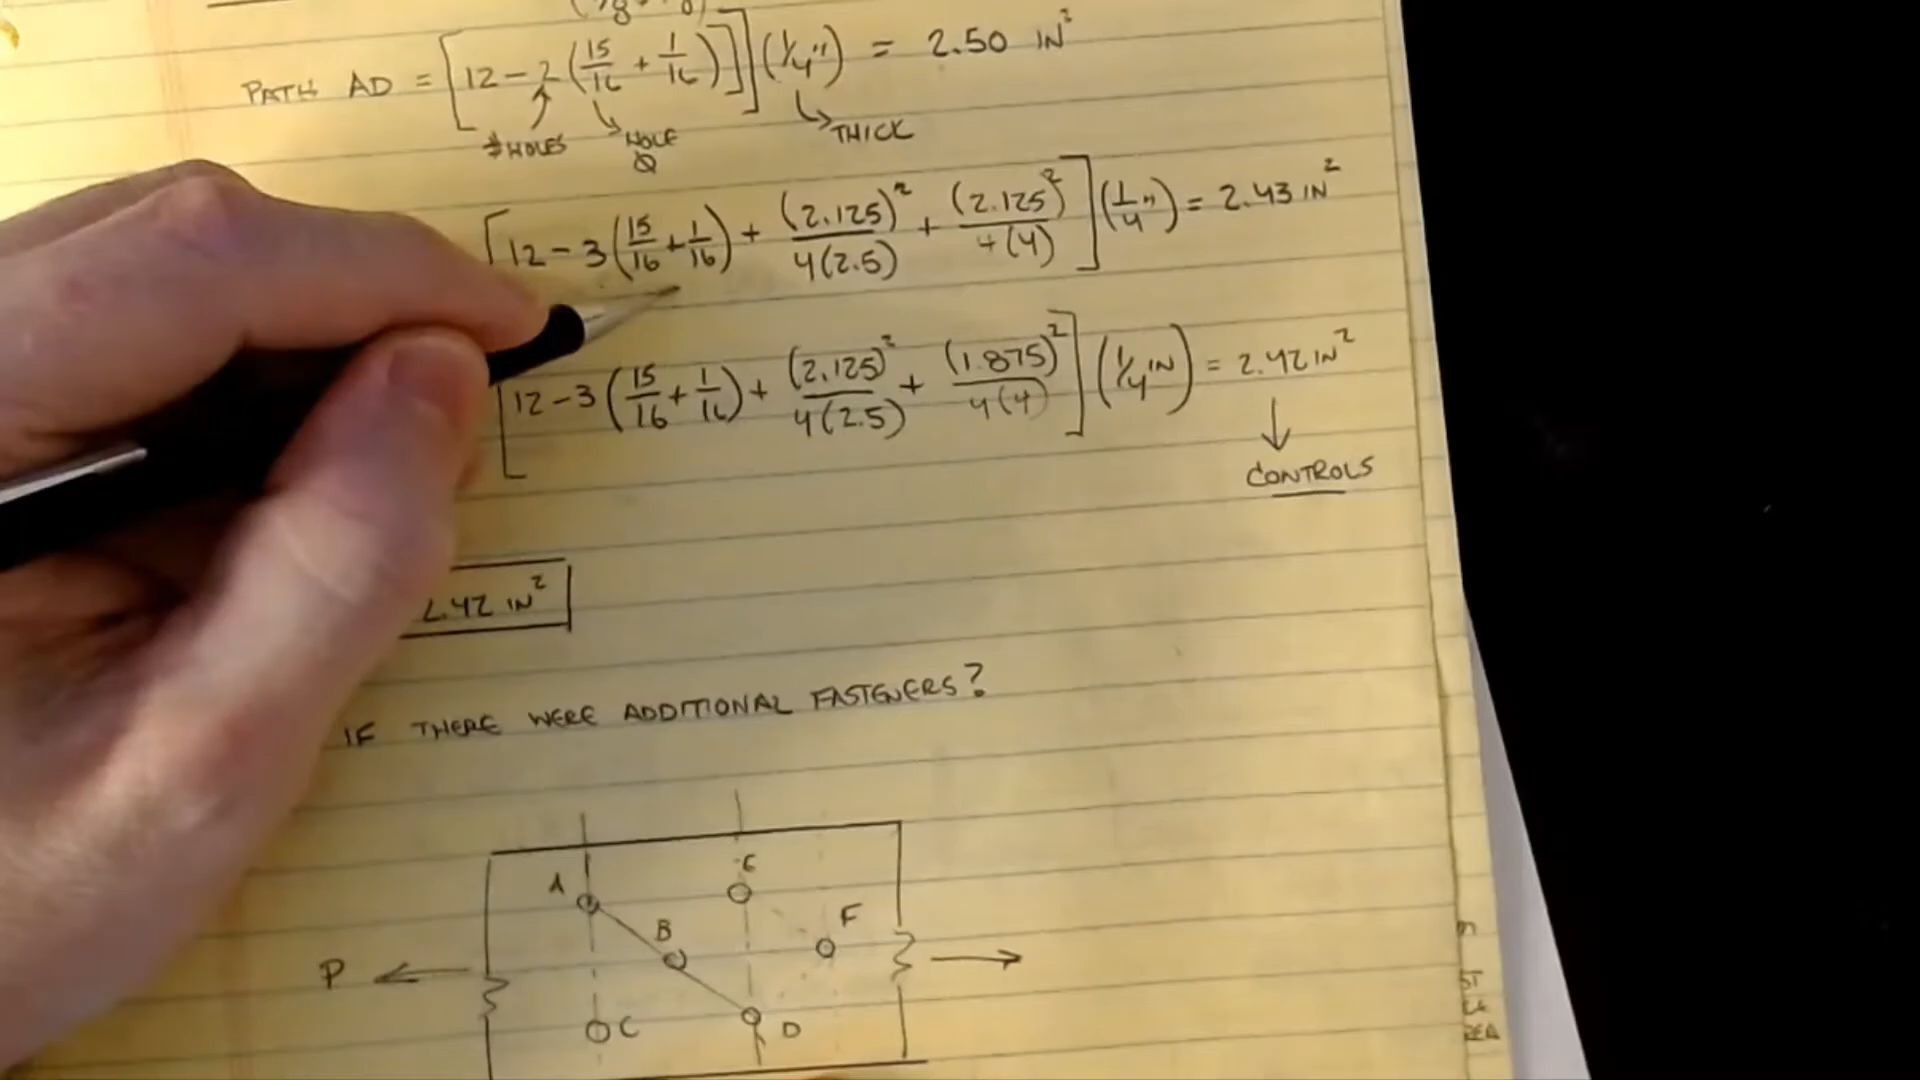 PATH AD = [12 - 2 (15/16 + 1/16)]] (1/4") = 2.50 IN²
#HOLES HOLE Ø THICK
[12 - 3 (15/16 + 1/16) + (2.125)²/4(2.5) + (2.125)²/4(4)] (1/4") = 2.43 IN²
[12 - 3 (15/16 + 1/16) + (2.125)²/4(2.5) + (1.875)²/4(4)] (1/4 IN) = 2.42 IN²
CONTROLS
2.42 IN²
IF THERE WERE ADDITIONAL FASTENERS?
A
B
F
P
C
D